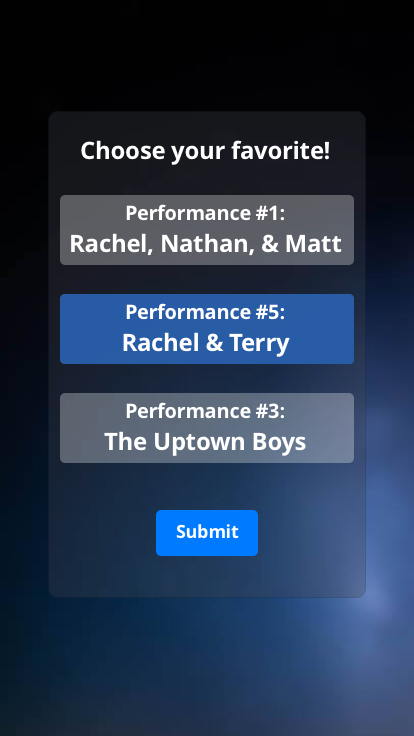 Choose your favorite!
Performance #1:
Rachel, Nathan, & Matt
Performance #5:
Rachel & Terry
Performance #3:
The Uptown Boys
Submit